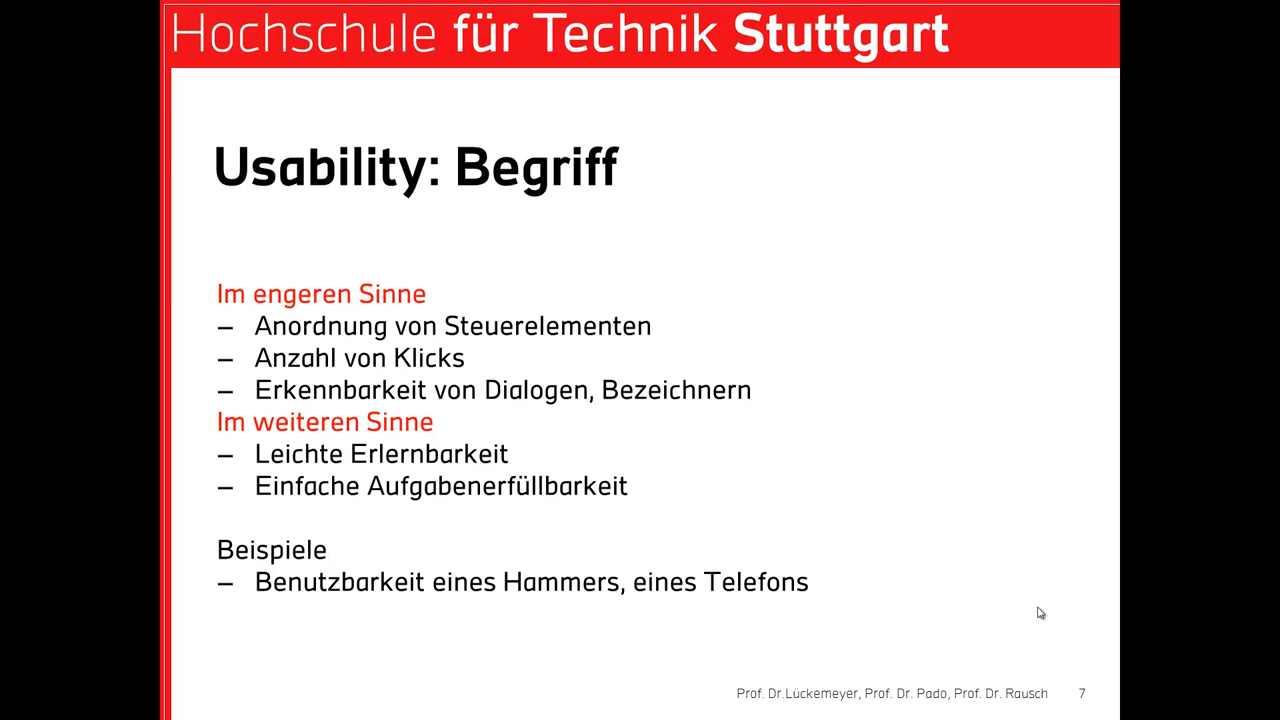 Hochschule für Technik Stuttgart
Usability: Begriff
Im engeren Sinne
– Anordnung von Steuerelementen
– Anzahl von Klicks
– Erkennbarkeit von Dialogen, Bezeichnern
Im weiteren Sinne
– Leichte Erlernbarkeit
– Einfache Aufgabenerfüllbarkeit
Beispiele
– Benutzbarkeit eines Hammers, eines Telefons
Prof. Dr.Lückemeyer, Prof. Dr. Pado, Prof. Dr. Rausch 7